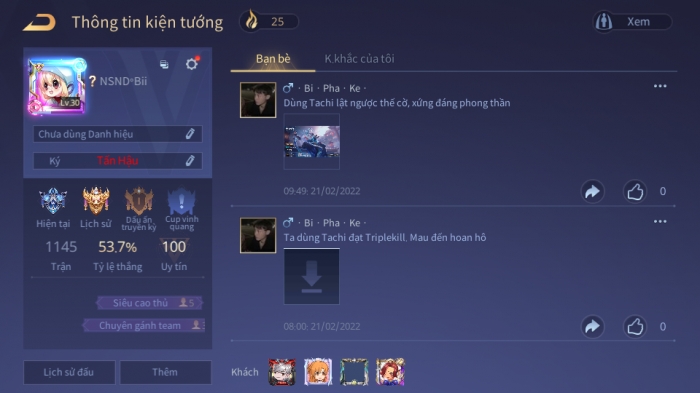 Thông tin kiện tướng
25
Xem
NSND®Bii
Lv.30
Chưa dùng Danh hiệu
Ký Tấn Hậu
Hiện tại Lịch sử Dấu ấn truyền kỳ Cup vinh quang
1145 53.7% 100
Trận Tỷ lệ thắng Uy tín
Siêu cao thủ 5
Chuyên gánh team
Lịch sử đấu Thêm
Bạn bè K.khắc của tôi
· Bi · Pha · Ke ·
Dùng Tachi lật ngược thế cờ, xứng đáng phong thần
09:49: 21/02/2022 0
· Bi · Pha · Ke ·
Ta dùng Tachi đạt Triplekill. Mau đến hoan hô
08:00: 21/02/2022 0
Khách